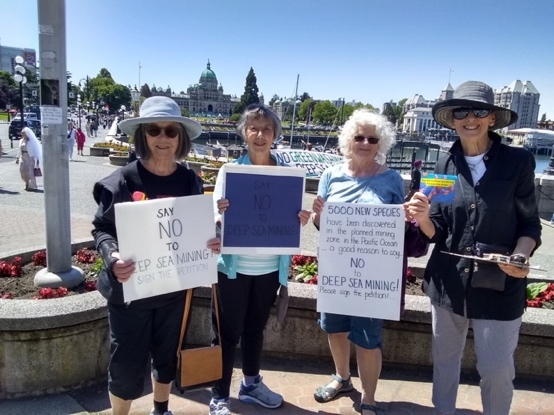 SAY
NO
TO
DEEP SEA MINING
SIGN THE PETITION
SAY
NO
TO
DEEP SEA MINING!
NO GREENWASHING
5000 NEW SPECIES
have been discovered
in the planned mining
zone in the Pacific Ocean
... a good reason to say...
NO
to
DEEP SEA MINING!
Please sign the petition!